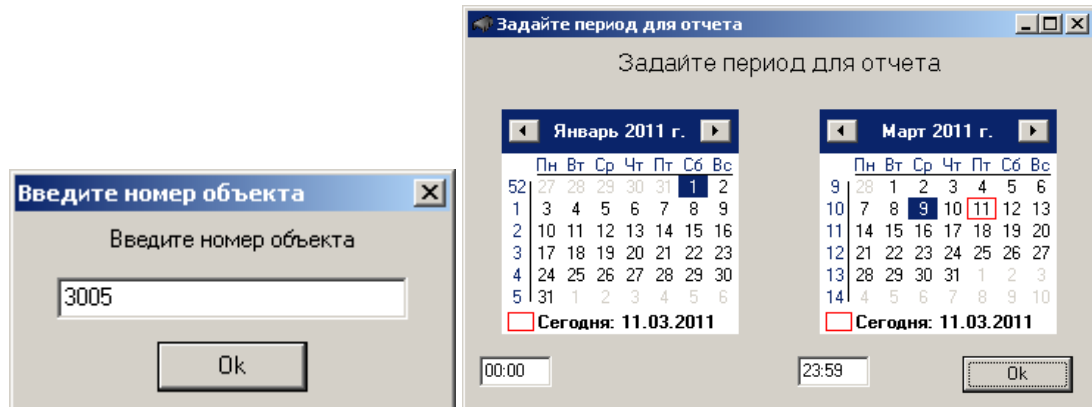 Введите номер объекта
Введите номер объекта
3005
Ok
Задайте период для отчета
Задайте период для отчета
Январь 2011 г.
Пн Вт Ср Чт Пт Сб Вс
52 27 28 29 30 31 1 2
1 3 4 5 6 7 8 9
2 10 11 12 13 14 15 16
3 17 18 19 20 21 22 23
4 24 25 26 27 28 29 30
5 31 1 2 3 4 5 6
Сегодня: 11.03.2011
00:00
Март 2011 г.
Пн Вт Ср Чт Пт Сб Вс
9 28 1 2 3 4 5 6
10 7 8 9 10 11 12 13
11 14 15 16 17 18 19 20
12 21 22 23 24 25 26 27
13 28 29 30 31 1 2 3
14 4 5 6 7 8 9 10
Сегодня: 11.03.2011
23:59
Ok